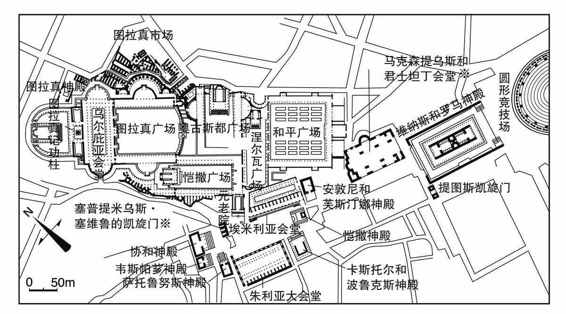 图拉真市场
马克森提乌斯和
君士坦丁会堂※
图拉真神殿
圆形竞技场
图拉真记功柱
乌尔庇亚会堂
图拉真广场
奥古斯都广场
涅尔瓦广场
和平广场
维纳斯和罗马神殿
恺撒广场
元老院
安敦尼和
芙斯汀娜神殿
提图斯凯旋门
塞普提米乌斯·
塞维鲁的凯旋门※
埃米利亚会堂
恺撒神殿
N
协和神殿
韦斯帕芗神殿
萨托鲁努斯神殿
卡斯托尔和
波鲁克斯神殿
朱利亚大会堂
0 50m